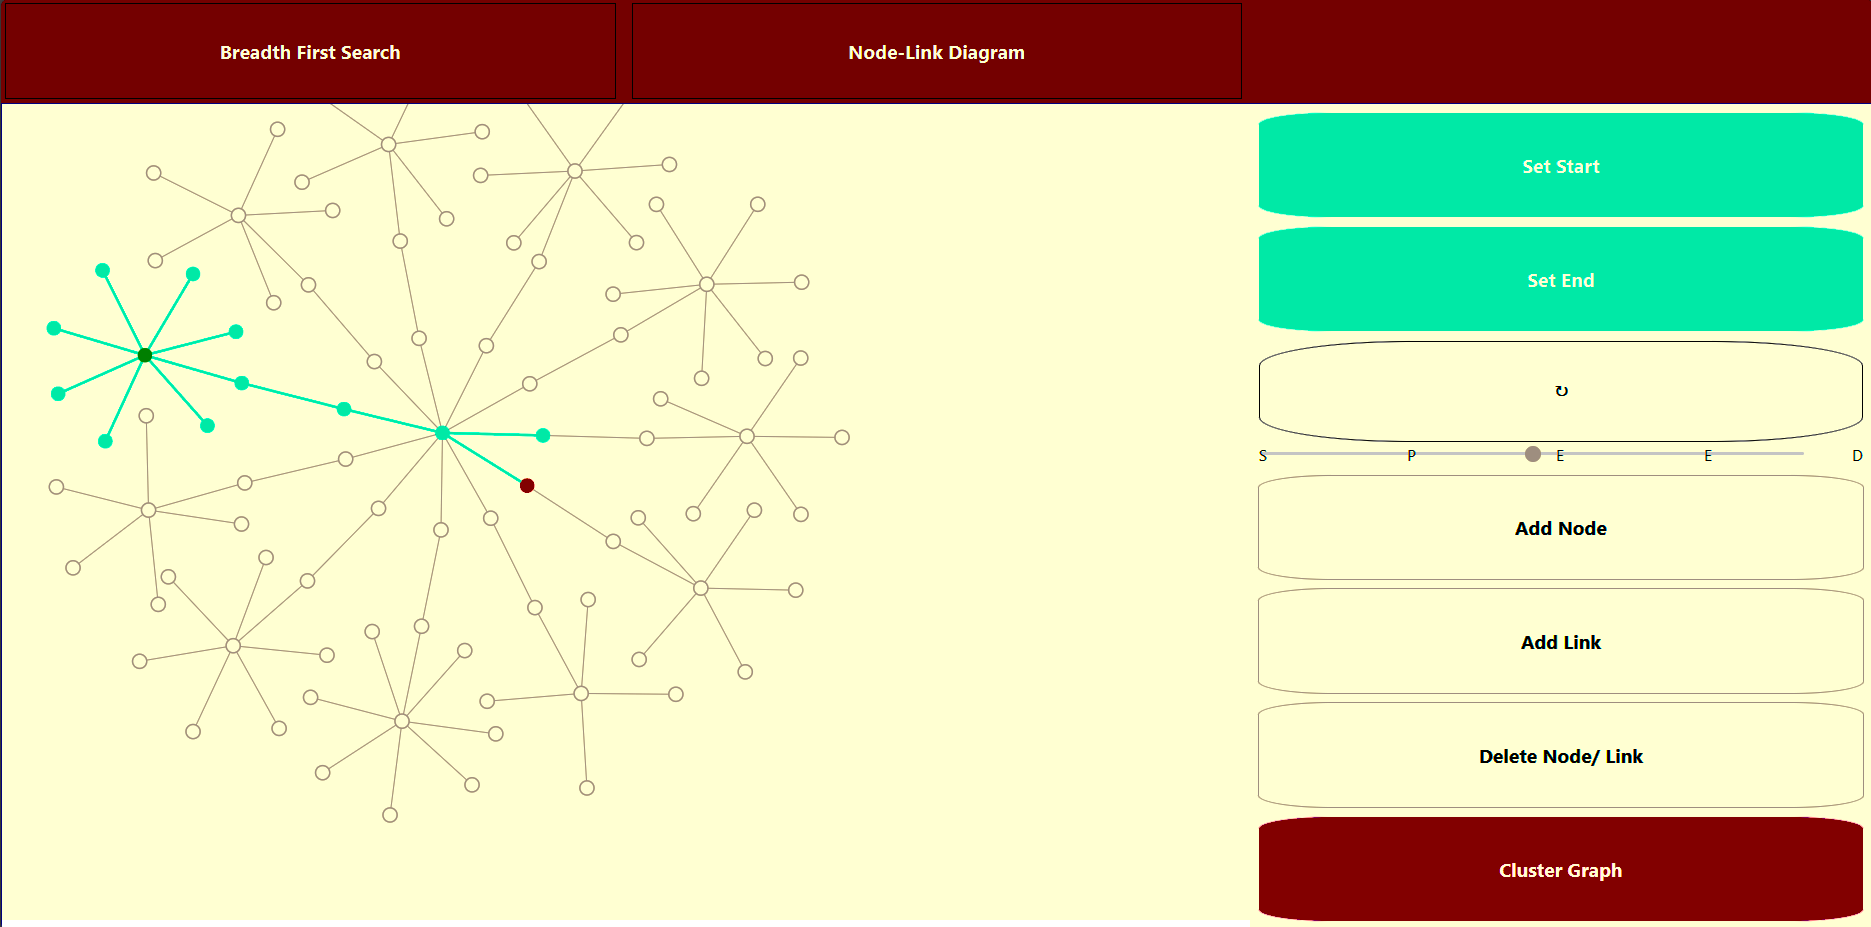 Breadth First Search
Node-Link Diagram
Set Start
Set End
↻
S P E E D
Add Node
Add Link
Delete Node/ Link
Cluster Graph